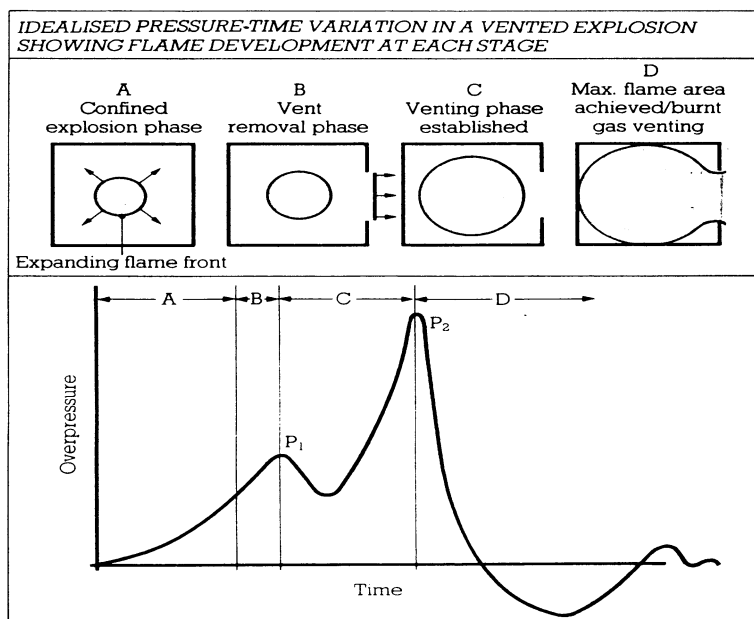 IDEALISED PRESSURE-TIME VARIATION IN A VENTED EXPLOSION
SHOWING FLAME DEVELOPMENT AT EACH STAGE
A
Confined
explosion phase
B
Vent
removal phase
C
Venting phase
established
D
Max. flame area
achieved/burnt
gas venting
Expanding flame front
A
B
C
D
P₁
P₂
Overpressure
Time